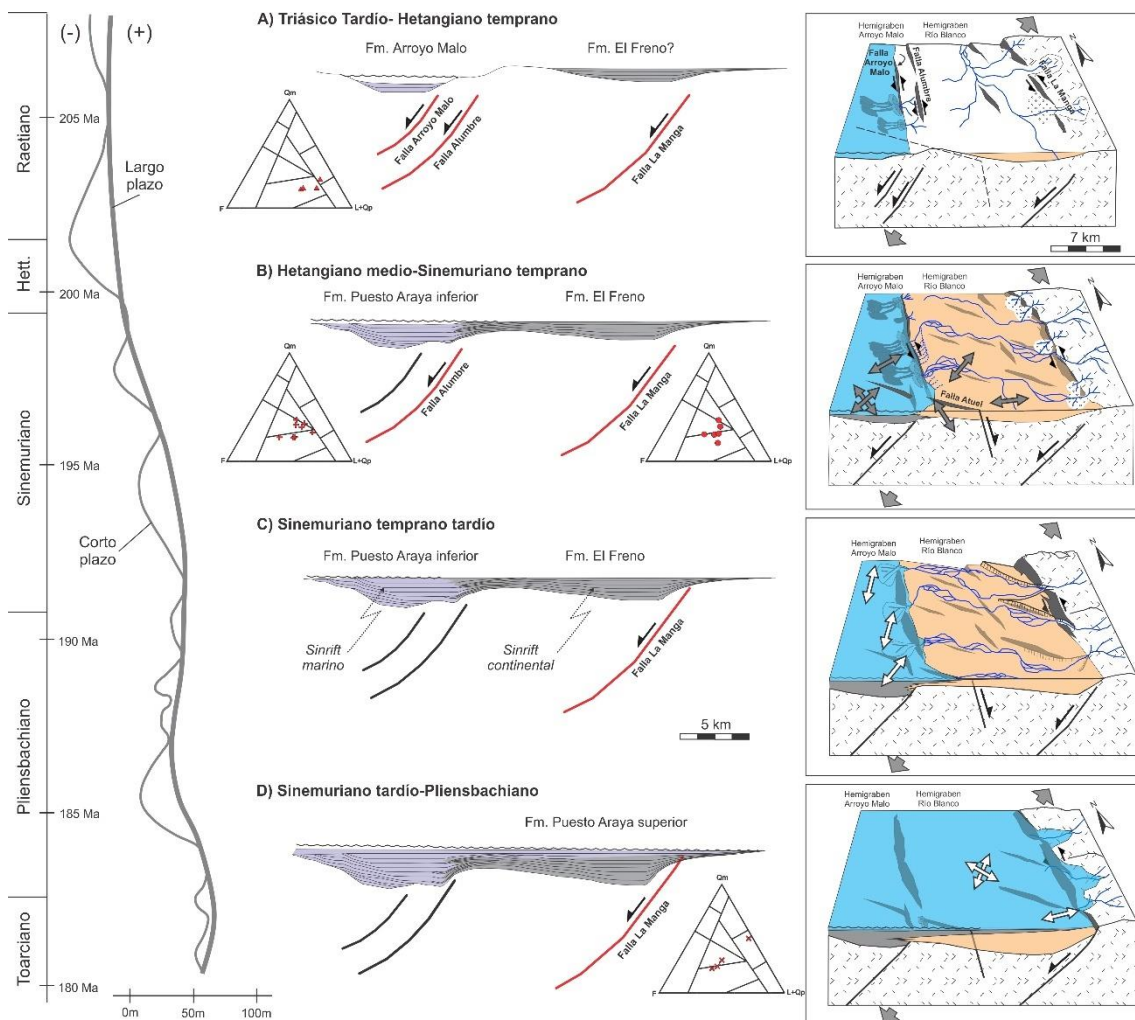 (-)
(+)
Raetiano
Hett.
Sinemuriano
Pliensbachiano
Toarciano
205 Ma
200 Ma
195 Ma
190 Ma
185 Ma
180 Ma
Largo
plazo
Corto
plazo
0m
50m
100m
A) Triásico Tardío- Hetangiano temprano
Fm. Arroyo Malo
Fm. El Freno?
Qm
F
L+Qp
Falla Arroyo Malo
Falla Alumbre
Falla La Manga
Hemigraben
Arroyo Malo
Hemigraben
Río Blanco
Falla
Arroyo
Malo
Falla Alumbre
Falla La Manga
N
7 km
B) Hetangiano medio-Sinemuriano temprano
Fm. Puesto Araya inferior
Fm. El Freno
Qm
F
L+Qp
Falla Alumbre
Falla La Manga
Qm
F
L+Qp
Hemigraben
Arroyo Malo
Hemigraben
Río Blanco
Falla Atuel
N
C) Sinemuriano temprano tardío
Fm. Puesto Araya inferior
Fm. El Freno
Sinrift
marino
Sinrift
continental
Falla La Manga
5 km
Hemigraben
Arroyo Malo
Hemigraben
Río Blanco
N
D) Sinemuriano tardío-Pliensbachiano
Fm. Puesto Araya superior
Falla La Manga
Qm
F
L+Qp
Hemigraben
Arroyo Malo
Hemigraben
Río Blanco
N